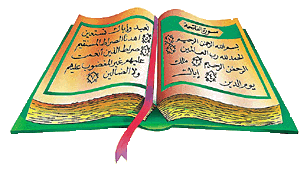 سورة الفاتحة
بسم الله الرحمن الرحيم
الحمد لله رب العالمين
الرحمن الرحيم ملك
يوم الدين إياك
نعبد وإياك نستعين
اهدنا الصراط المستقيم
صراط الذين أنعمت
عليهم غير المغضوب عليهم
ولا الضالين